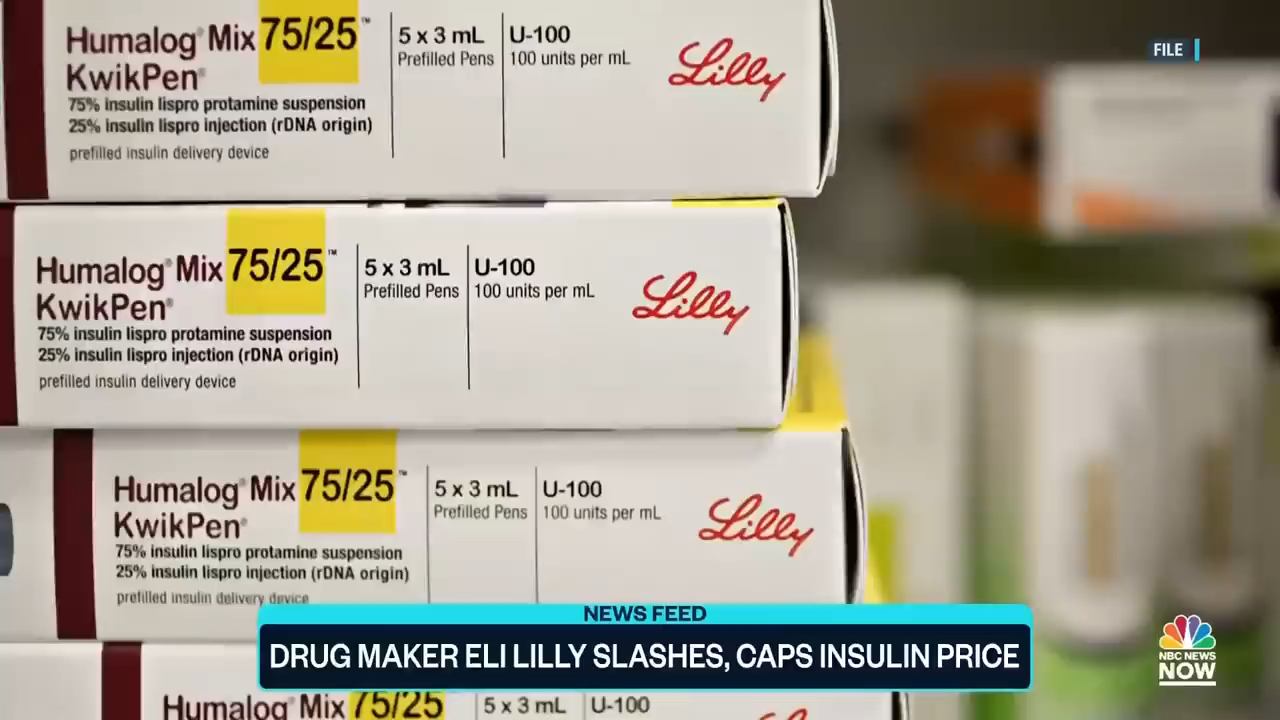 Humalog® Mix 75/25™
KwikPen®
75% insulin lispro protamine suspension
25% insulin lispro injection (rDNA origin)
prefilled insulin delivery device
5 x 3 mL
Prefilled Pens
U-100
100 units per mL
Lilly
FILE
Humalog® Mix 75/25™
KwikPen®
75% insulin lispro protamine suspension
25% insulin lispro injection (rDNA origin)
prefilled insulin delivery device
5 x 3 mL
Prefilled Pens
U-100
100 units per mL
Lilly
Humalog® Mix 75/25™
KwikPen®
75% insulin lispro protamine suspension
25% insulin lispro injection (rDNA origin)
prefilled insulin delivery device
5 x 3 mL
Prefilled Pens
U-100
100 units per mL
Lilly
NEWS FEED
DRUG MAKER ELI LILLY SLASHES, CAPS INSULIN PRICE
NBC NEWS
NOW
Humalog® Mix 75/25
5 x 3 mL
U-100